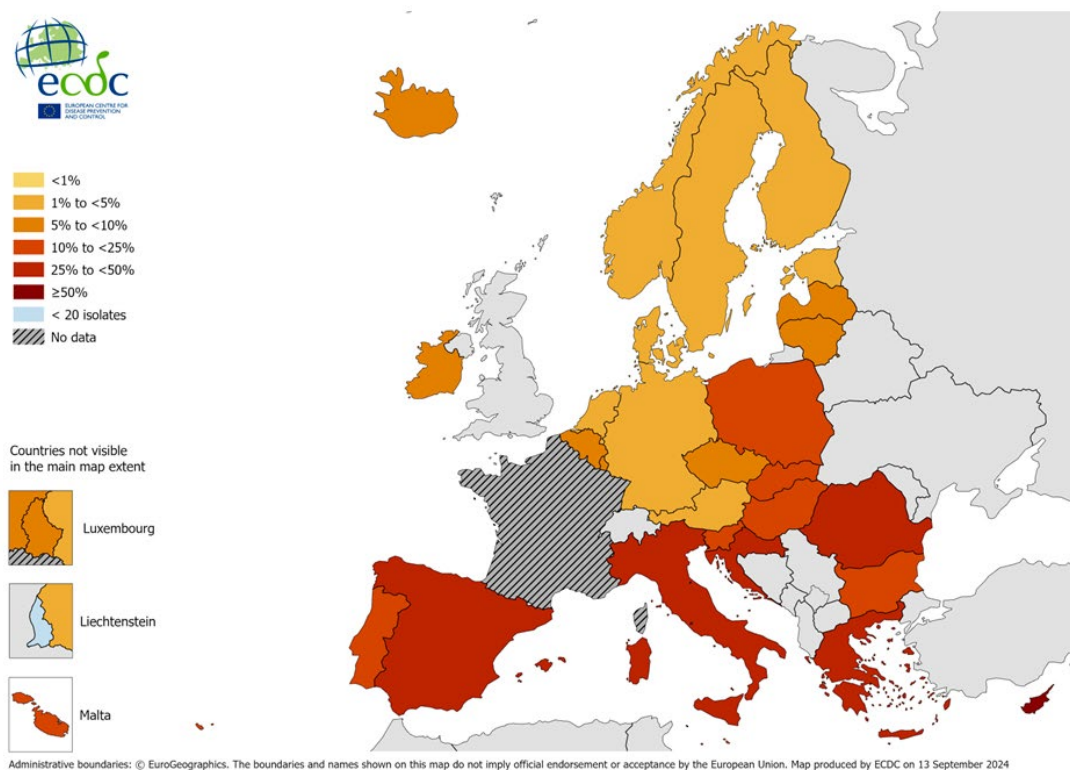 ecdc
EUROPEAN CENTRE FOR
DISEASE PREVENTION
AND CONTROL
<1%
1% to <5%
5% to <10%
10% to <25%
25% to <50%
≥50%
< 20 isolates
No data
Countries not visible
in the main map extent
Luxembourg
Liechtenstein
Malta
Administrative boundaries: © EuroGeographics. The boundaries and names shown on this map do not imply official endorsement or acceptance by the European Union. Map produced by ECDC on 13 September 2024